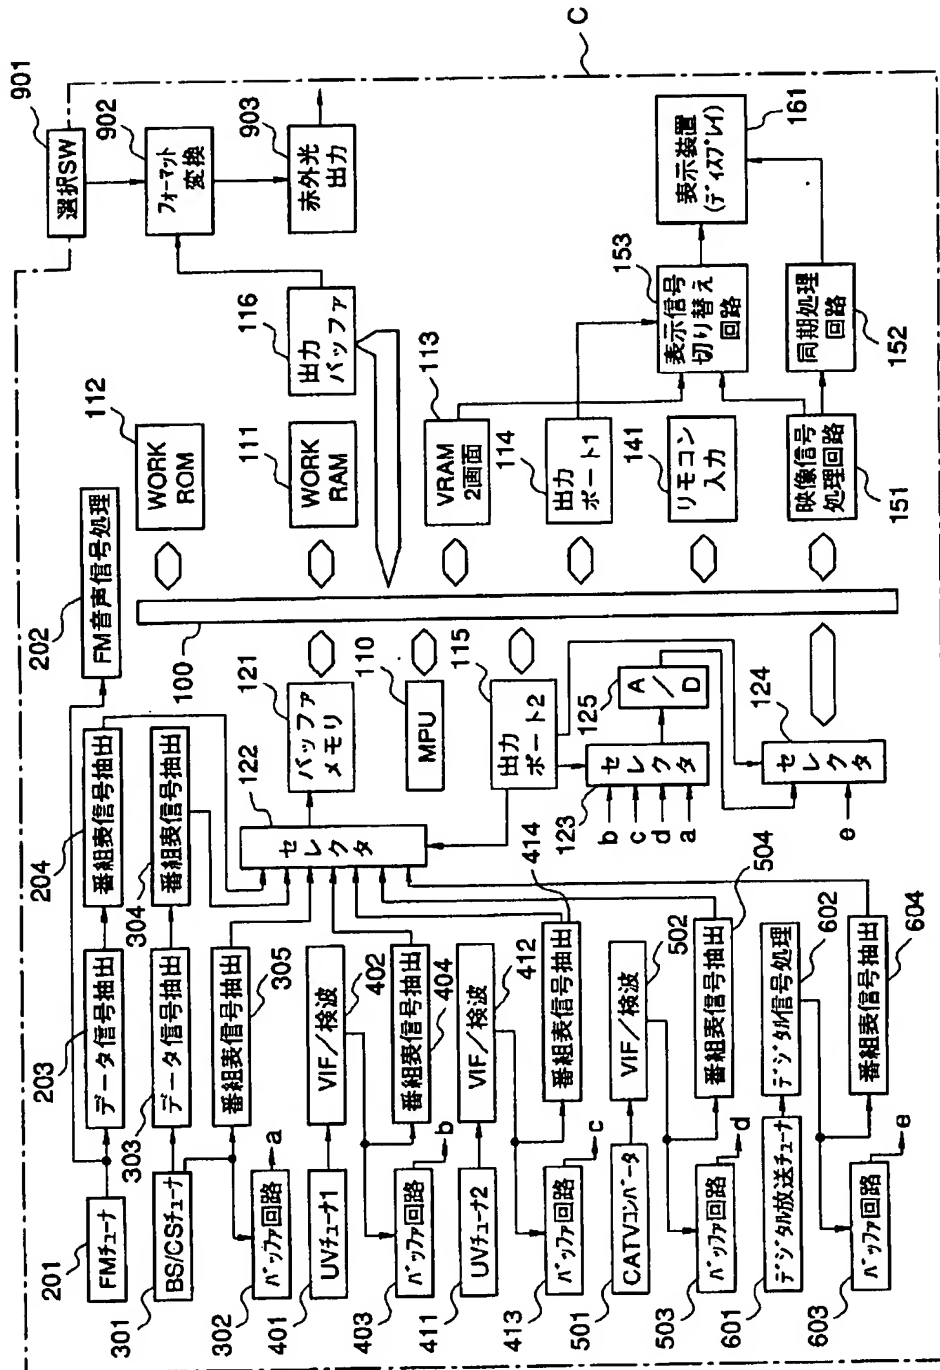 201
FMチューナ
203
データ信号抽出
204
番組表信号抽出
202
FM音声信号処理
301
BS/CSチューナ
303
データ信号抽出
304
番組表信号抽出
番組表信号抽出
305
302
バッファ回路
a
401
UVチューナ1
VIF/検波
402
番組表信号抽出
404
403
バッファ回路
b
411
UVチューナ2
VIF/検波
412
番組表信号抽出
414
413
バッファ回路
c
501
CATVコンバータ
VIF/検波
502
番組表信号抽出
504
503
バッファ回路
d
601
デジタル放送チューナ
デジタル信号処理
602
番組表信号抽出
604
603
バッファ回路
e
122
セレクタ
121
バッファ
メモリ
110
MPU
115
出力
ポート2
123
セレクタ
b
c
d
a
125
A/D
124
セレクタ
e
100
112
WORK
ROM
111
WORK
RAM
116
出力
バッファ
113
VRAM
2画面
114
出力
ポート1
141
リモコン
入力
151
映像信号
処理回路
152
同期処理
回路
153
表示信号
切り替え
回路
161
表示装置
(ディスプレイ)
901
選択SW
902
フォーマット
変換
903
赤外光
出力
C